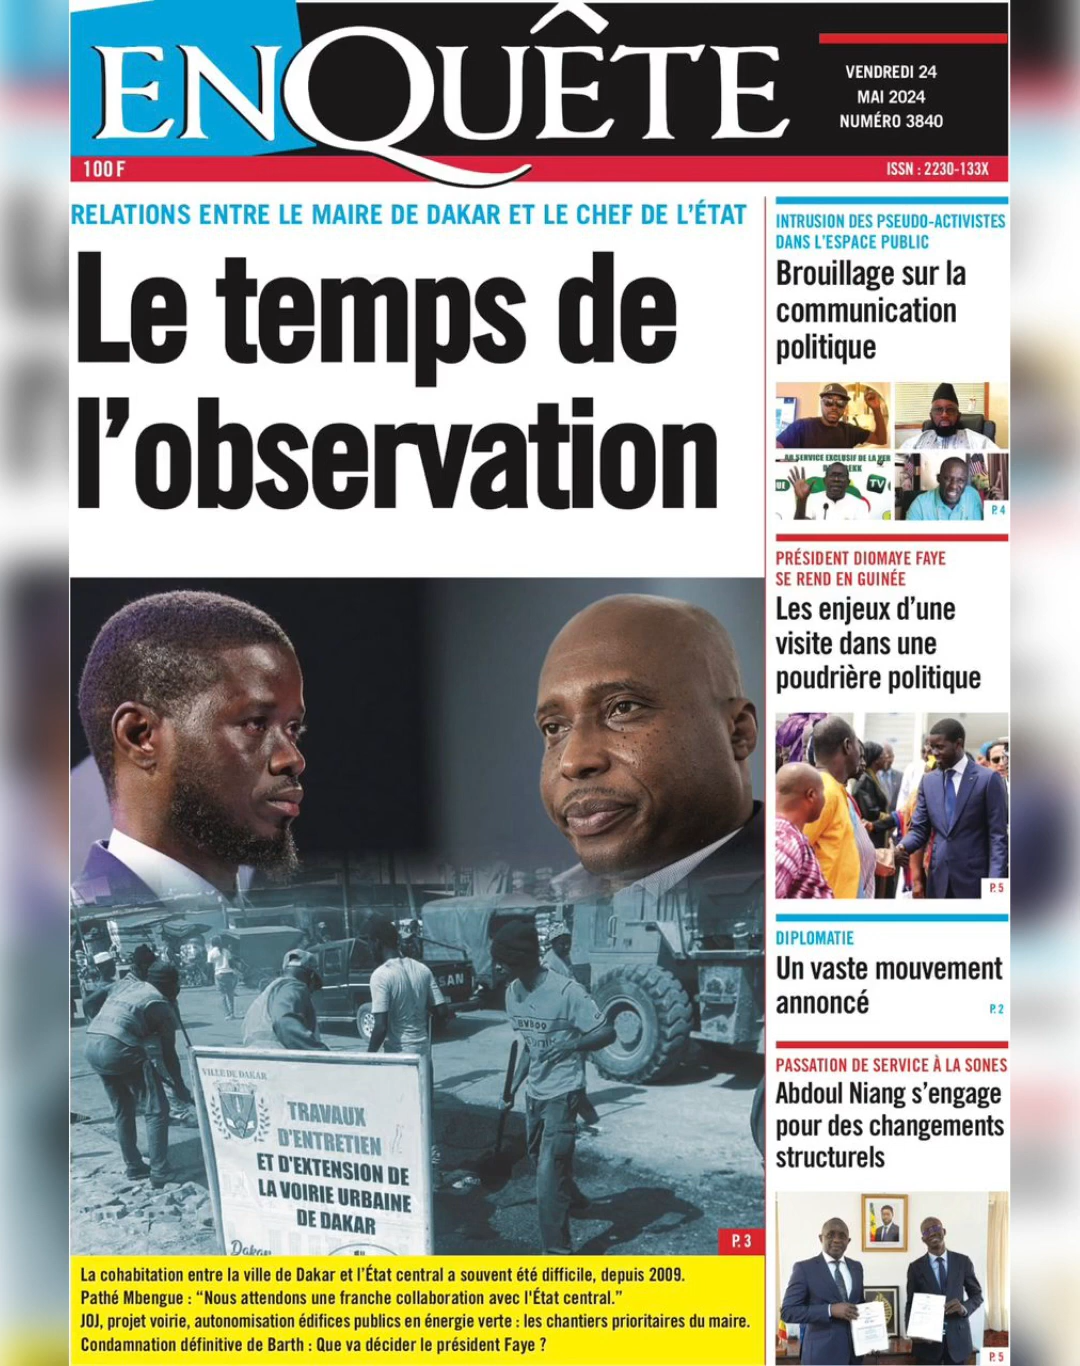 ENQUÊTE
VENDREDI 24
MAI 2024
NUMÉRO 3840
100 F
ISSN : 2230-133X
RELATIONS ENTRE LE MAIRE DE DAKAR ET LE CHEF DE L'ÉTAT
Le temps de
l'observation
NISSAN
VILLE DE DAKAR
TRAVAUX
D'ENTRETIEN
ET D'EXTENSION DE
LA VOIRIE URBAINE
DE DAKAR
Dakar
P. 3
La cohabitation entre la ville de Dakar et l'État central a souvent été difficile, depuis 2009.
Pathé Mbengue : “Nous attendons une franche collaboration avec l'État central.”
JOJ, projet voirie, autonomisation édifices publics en énergie verte : les chantiers prioritaires du maire.
Condamnation définitive de Barth : Que va décider le président Faye ?
INTRUSION DES PSEUDO-ACTIVISTES
DANS L'ESPACE PUBLIC
Brouillage sur la
communication
politique
SERVICE EXCLUSIF DE LA
TV
P. 4
PRÉSIDENT DIOMAYE FAYE
SE REND EN GUINÉE
Les enjeux d'une
visite dans une
poudrière politique
P. 5
DIPLOMATIE
Un vaste mouvement
annoncé
P. 2
PASSATION DE SERVICE À LA SONES
Abdoul Niang s'engage
pour des changements
structurels
P. 5